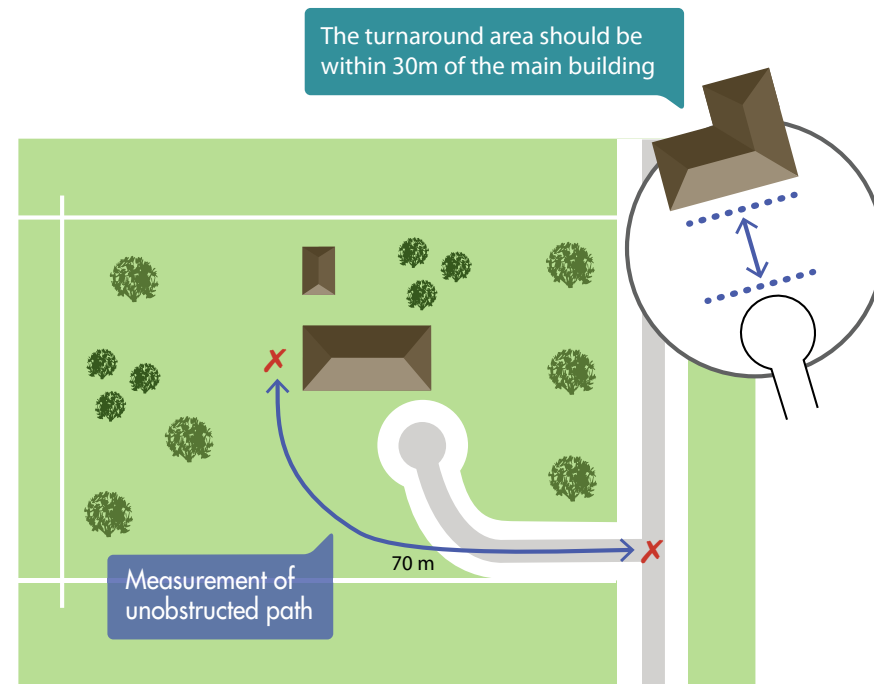 The turnaround area should be
within 30m of the main building
70 m
Measurement of
unobstructed path